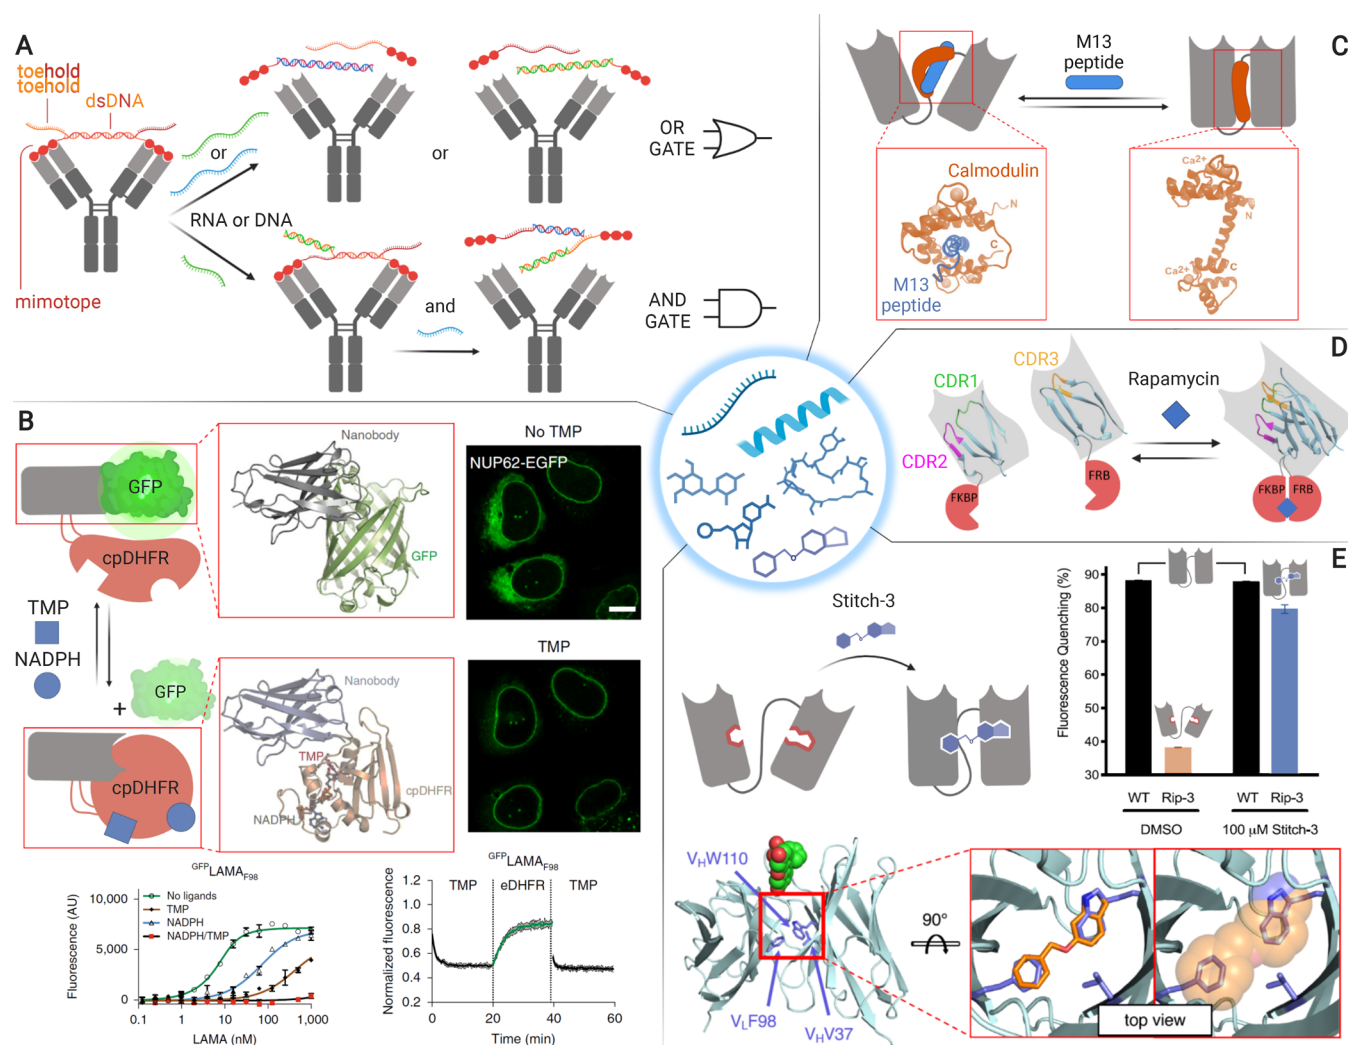 A
toehold
toehold
dsDNA
mimotope
or
RNA or DNA
or
OR
GATE
and
AND
GATE
C
M13
peptide
Calmodulin
N
C
M13
peptide
Ca2+
N
Ca2+
C
D
CDR1
CDR2
CDR3
Rapamycin
FKBP
FRB
FKBP
FRB
B
GFP
cpDHFR
TMP
NADPH
+
GFP
cpDHFR
Nanobody
GFP
Nanobody
TMP
cpDHFR
NADPH
No TMP
NUP62-EGFP
TMP
GFPLAMAF98
No ligands
TMP
NADPH
NADPH/TMP
Fluorescence (AU)
10,000
5,000
0
0.1 1 10 100 1,000
LAMA (nM)
GFPLAMAF98
TMP eDHFR TMP
Normalized fluorescence
1.2
1.0
0.8
0.6
0.4
0.2
0 20 40 60
Time (min)
E
Stitch-3
Fluorescence Quenching (%)
90
80
70
60
50
40
30
WT Rip-3 WT Rip-3
DMSO 100 µM Stitch-3
VHW110
VLF98
VHV37
90°
top view